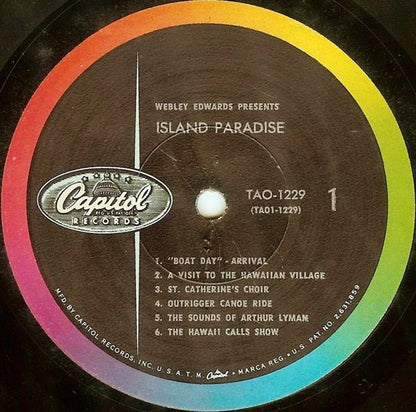 WEBLEY EDWARDS PRESENTS
ISLAND PARADISE
Capitol
RECORDS
TAO-1229
(TAO1-1229)
1
1. "BOAT DAY" - ARRIVAL
2. A VISIT TO THE HAWAIIAN VILLAGE
3. ST. CATHERINE'S CHOIR
4. OUTRIGGER CANOE RIDE
5. THE SOUNDS OF ARTHUR LYMAN
6. THE HAWAII CALLS SHOW
MFD. BY CAPITOL RECORDS, INC. U.S.A. T.M. Capitol MARCA REG. • U.S. PAT. NO. 2,631,859